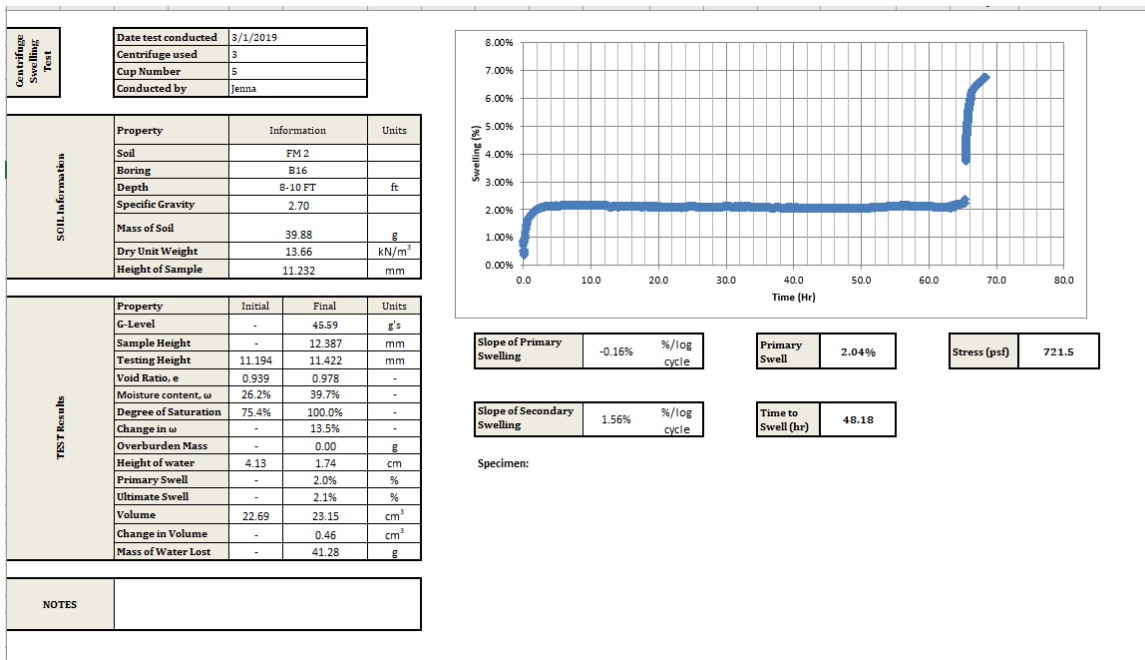 Centrifuge
Swelling
Test
Date test conducted 3/1/2019
Centrifuge used 3
Cup Number 5
Conducted by Jenna
SOIL Information
Property Information Units
Soil FM 2
Boring B16
Depth 8-10 FT ft
Specific Gravity 2.70
Mass of Soil 39.88 g
Dry Unit Weight 13.66 kN/m³
Height of Sample 11.232 mm
TEST Results
Property Initial Final Units
G-Level - 45.59 g's
Sample Height - 12.387 mm
Testing Height 11.194 11.422 mm
Void Ratio, e 0.939 0.978 -
Moisture content, ω 26.2% 39.7% -
Degree of Saturation 75.4% 100.0% -
Change in ω - 13.5% -
Overburden Mass - 0.00 g
Height of water 4.13 1.74 cm
Primary Swell - 2.0% %
Ultimate Swell - 2.1% %
Volume 22.69 23.15 cm³
Change in Volume - 0.46 cm³
Mass of Water Lost - 41.28 g
NOTES
Swelling (%)
8.00%
7.00%
6.00%
5.00%
4.00%
3.00%
2.00%
1.00%
0.00%
0.0 10.0 20.0 30.0 40.0 50.0 60.0 70.0 80.0
Time (Hr)
Slope of Primary
Swelling
-0.16%
%/log
cycle
Primary
Swell
2.04%
Stress (psf) 721.5
Slope of Secondary
Swelling
1.56%
%/log
cycle
Time to
Swell (hr)
48.18
Specimen: